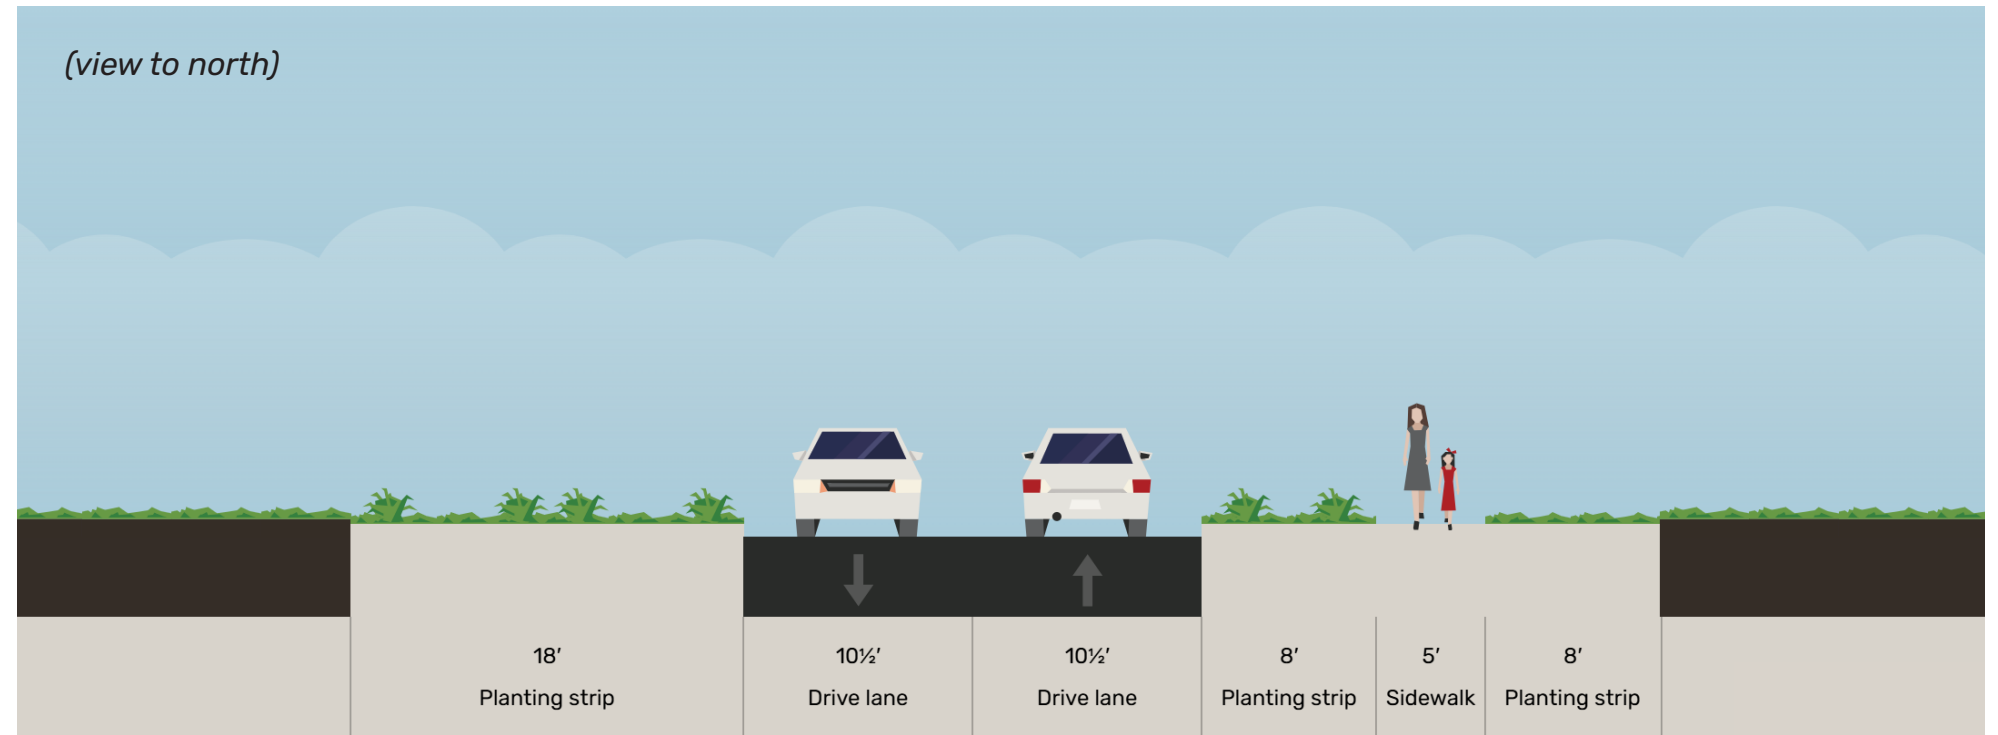 (view to north)
18′ 10½′ 10½′ 8′ 5′ 8′
Planting strip Drive lane Drive lane Planting strip Sidewalk Planting strip